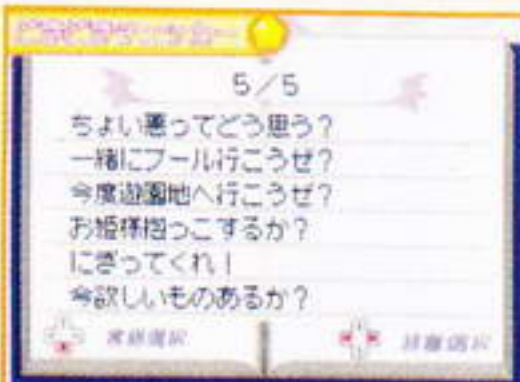 5/5
ちょい悪ってどう思う？
一緒にプール行こうぜ？
今度遊園地へ行こうぜ？
お姫様抱っこするか？
にぎってくれ！
今欲しいものあるか？